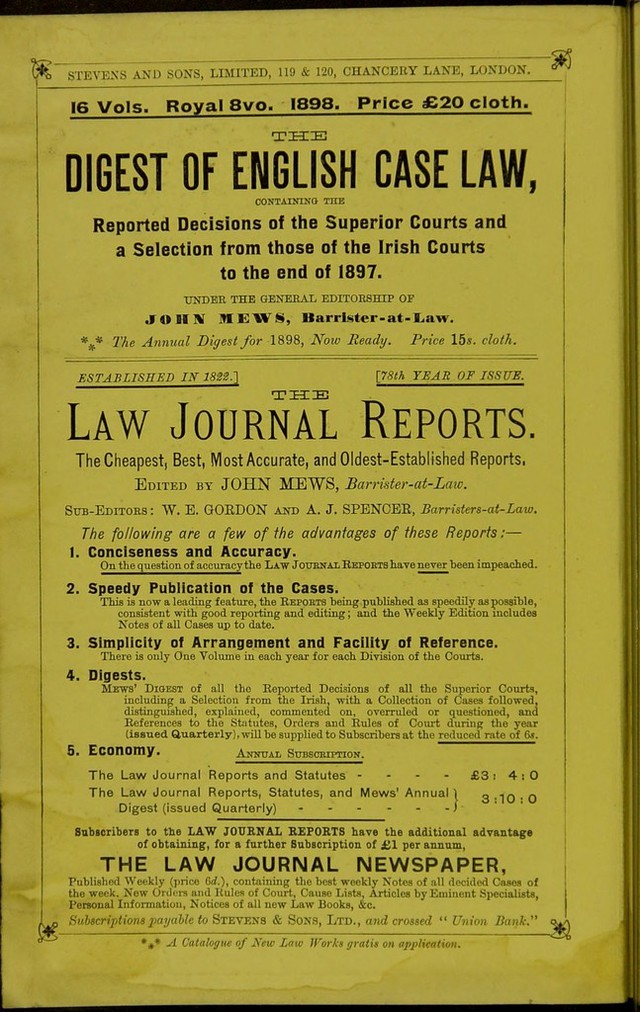 STEVENS AND SONS, LIMITED, 119 & 120, CHANCERY LANE, LONDON.
16 Vols. Royal 8vo. 1898. Price £20 cloth.
THE
DIGEST OF ENGLISH CASE LAW,
CONTAINING THE
Reported Decisions of the Superior Courts and
a Selection from those of the Irish Courts
to the end of 1897.
UNDER THE GENERAL EDITORSHIP OF
JOHN MEWS, Barrister-at-Law.
*** The Annual Digest for 1898, Now Ready. Price 15s. cloth.
ESTABLISHED IN 1822.] [78th YEAR OF ISSUE.
THE
LAW JOURNAL REPORTS.
The Cheapest, Best, Most Accurate, and Oldest-Established Reports.
EDITED BY JOHN MEWS, Barrister-at-Law.
SUB-EDITORS: W. E. GORDON AND A. J. SPENCER, Barristers-at-Law.
The following are a few of the advantages of these Reports:—
1. Conciseness and Accuracy.
On the question of accuracy the LAW JOURNAL REPORTS have never been impeached.
2. Speedy Publication of the Cases.
This is now a leading feature, the REPORTS being published as speedily as possible,
consistent with good reporting and editing; and the Weekly Edition includes
Notes of all Cases up to date.
3. Simplicity of Arrangement and Facility of Reference.
There is only One Volume in each year for each Division of the Courts.
4. Digests.
MEWS' DIGEST of all the Reported Decisions of all the Superior Courts,
including a Selection from the Irish, with a Collection of Cases followed,
distinguished, explained, commented on, overruled or questioned, and
References to the Statutes, Orders and Rules of Court during the year
(issued Quarterly), will be supplied to Subscribers at the reduced rate of 6s.
5. Economy. ANNUAL SUBSCRIPTION.
The Law Journal Reports and Statutes - - - - £3 : 4 : 0
The Law Journal Reports, Statutes, and Mews' Annual }
Digest (issued Quarterly) - - - - - -} 3 : 10 : 0
Subscribers to the LAW JOURNAL REPORTS have the additional advantage
of obtaining, for a further Subscription of £1 per annum,
THE LAW JOURNAL NEWSPAPER,
Published Weekly (price 6d.), containing the best weekly Notes of all decided Cases of
the week, New Orders and Rules of Court, Cause Lists, Articles by Eminent Specialists,
Personal Information, Notices of all new Law Books, &c.
Subscriptions payable to STEVENS & SONS, LTD., and crossed "Union Bank."
*** A Catalogue of New Law Works gratis on application.